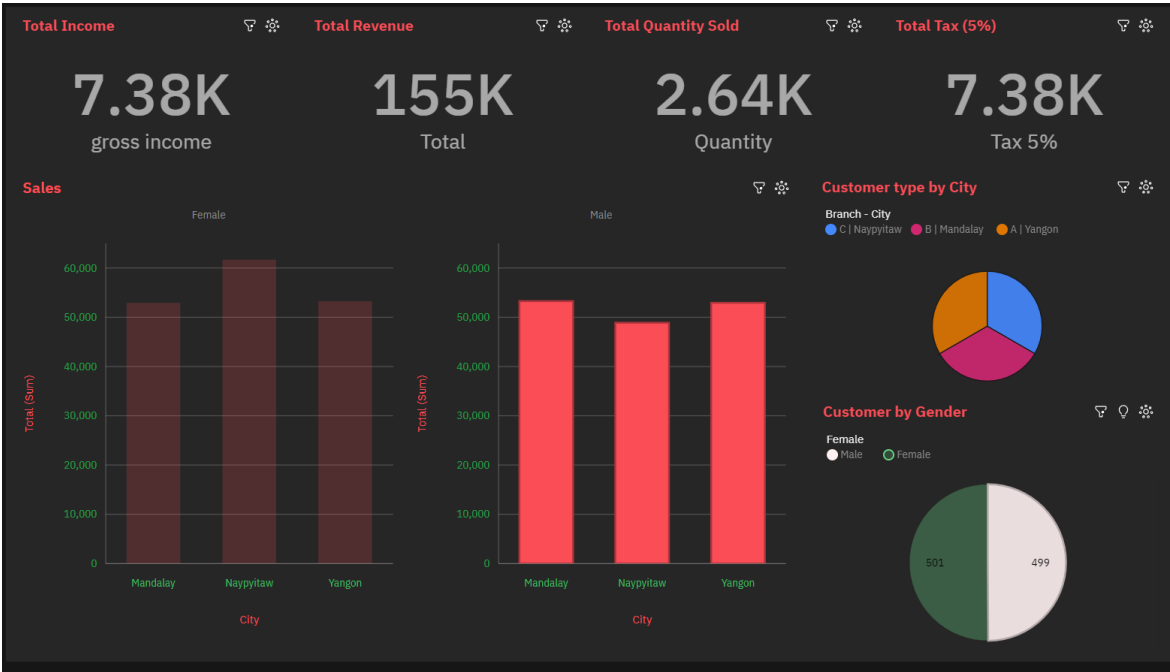 Total Income
Total Revenue
Total Quantity Sold
Total Tax (5%)
7.38K
155K
2.64K
7.38K
gross income
Total
Quantity
Tax 5%
Sales
Female
Male
Total (Sum)
60,000
50,000
40,000
30,000
20,000
10,000
0
Mandalay
Naypyitaw
Yangon
City
Total (Sum)
60,000
50,000
40,000
30,000
20,000
10,000
0
Mandalay
Naypyitaw
Yangon
City
Customer type by City
Branch - City
C | Naypyitaw
B | Mandalay
A | Yangon
Customer by Gender
Female
Male
Female
501
499